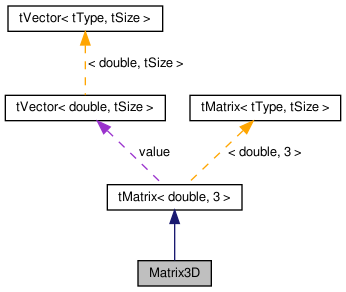 tVector< tType, tSize >
< double, tSize >
tVector< double, tSize >
tMatrix< tType, tSize >
value
< double, 3 >
tMatrix< double, 3 >
Matrix3D